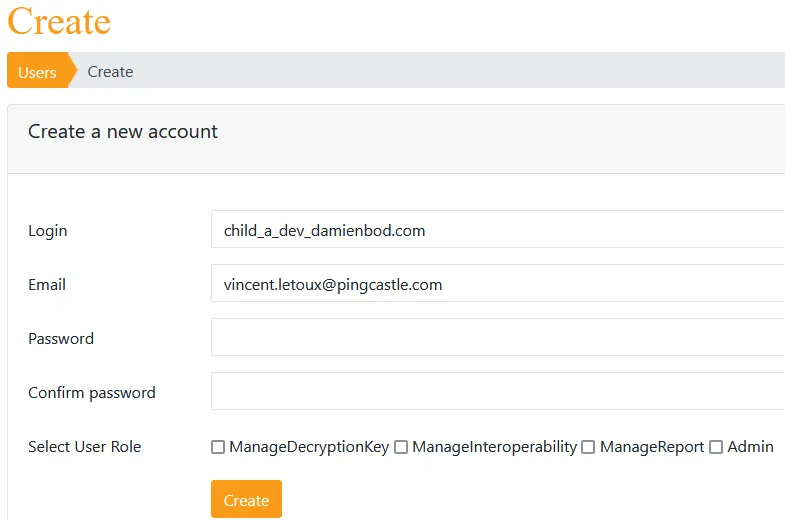 Create
Users Create
Create a new account
Login child_a_dev_damienbod.com
Email vincent.letoux@pingcastle.com
Password
Confirm password
Select User Role ManageDecryptionKey ManageInteroperability ManageReport Admin
Create